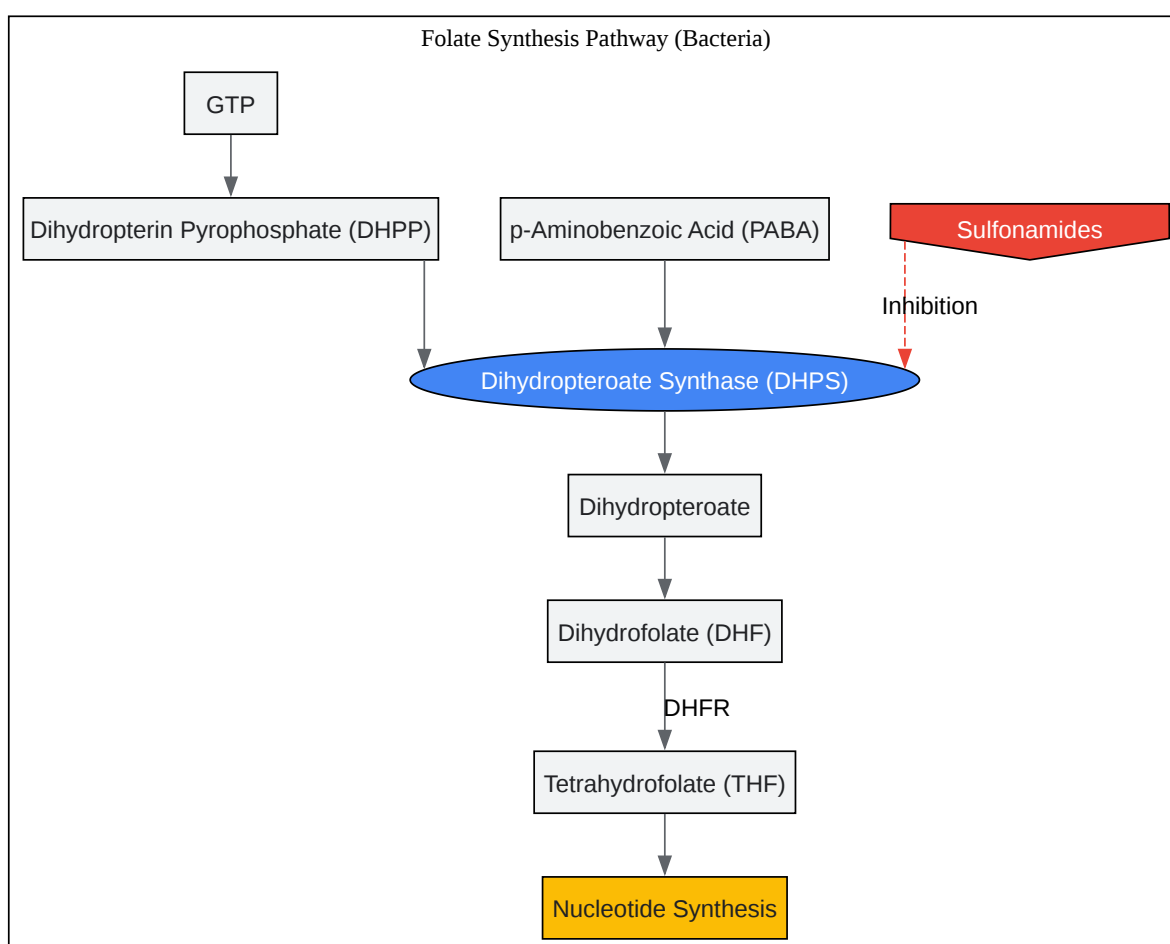 Folate Synthesis Pathway (Bacteria)
GTP
Dihydropterin Pyrophosphate (DHPP)
p-Aminobenzoic Acid (PABA)
Sulfonamides
Inhibition
Dihydropteroate Synthase (DHPS)
Dihydropteroate
Dihydrofolate (DHF)
DHFR
Tetrahydrofolate (THF)
Nucleotide Synthesis